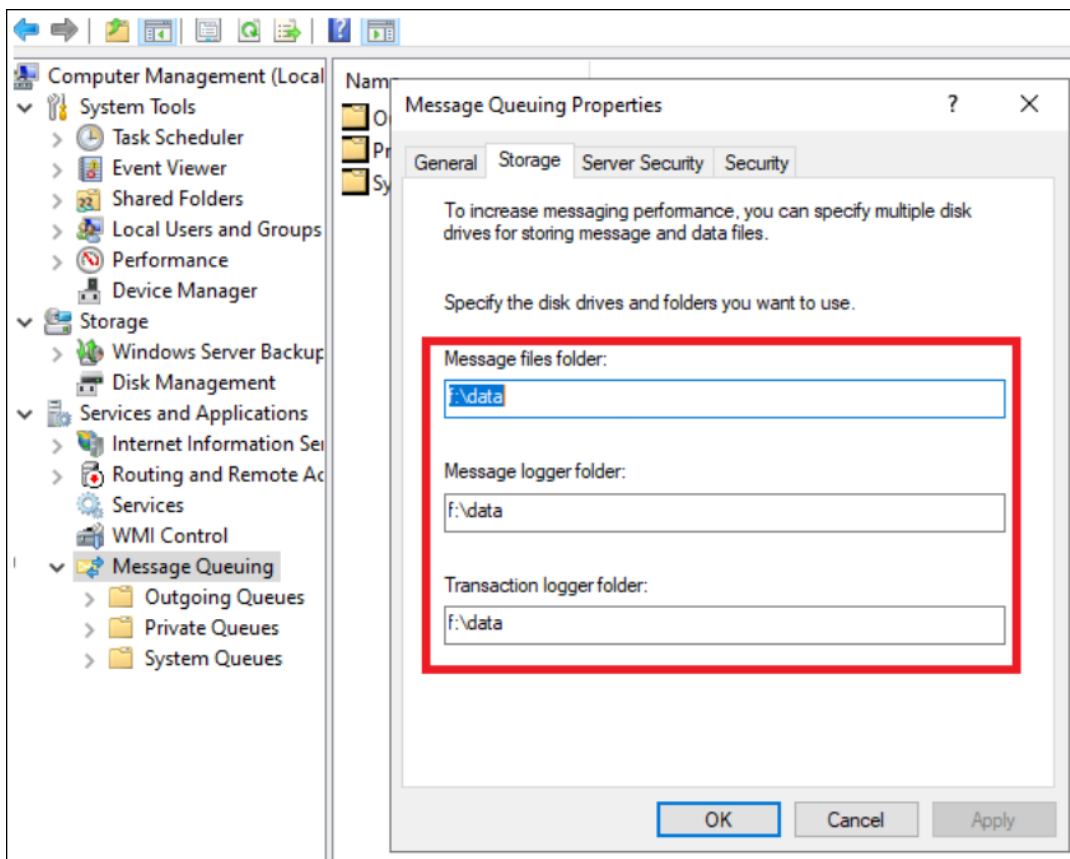 Computer Management (Local
System Tools
Task Scheduler
Event Viewer
Shared Folders
Local Users and Groups
Performance
Device Manager
Storage
Windows Server Backup
Disk Management
Services and Applications
Internet Information Ser
Routing and Remote Ac
Services
WMI Control
Message Queuing
Outgoing Queues
Private Queues
System Queues
Name
Ou
Pr
Sy
Message Queuing Properties
?
General
Storage
Server Security
Security
To increase messaging performance, you can specify multiple disk
drives for storing message and data files.
Specify the disk drives and folders you want to use.
Message files folder:
f:\data
Message logger folder:
f:\data
Transaction logger folder:
f:\data
OK
Cancel
Apply